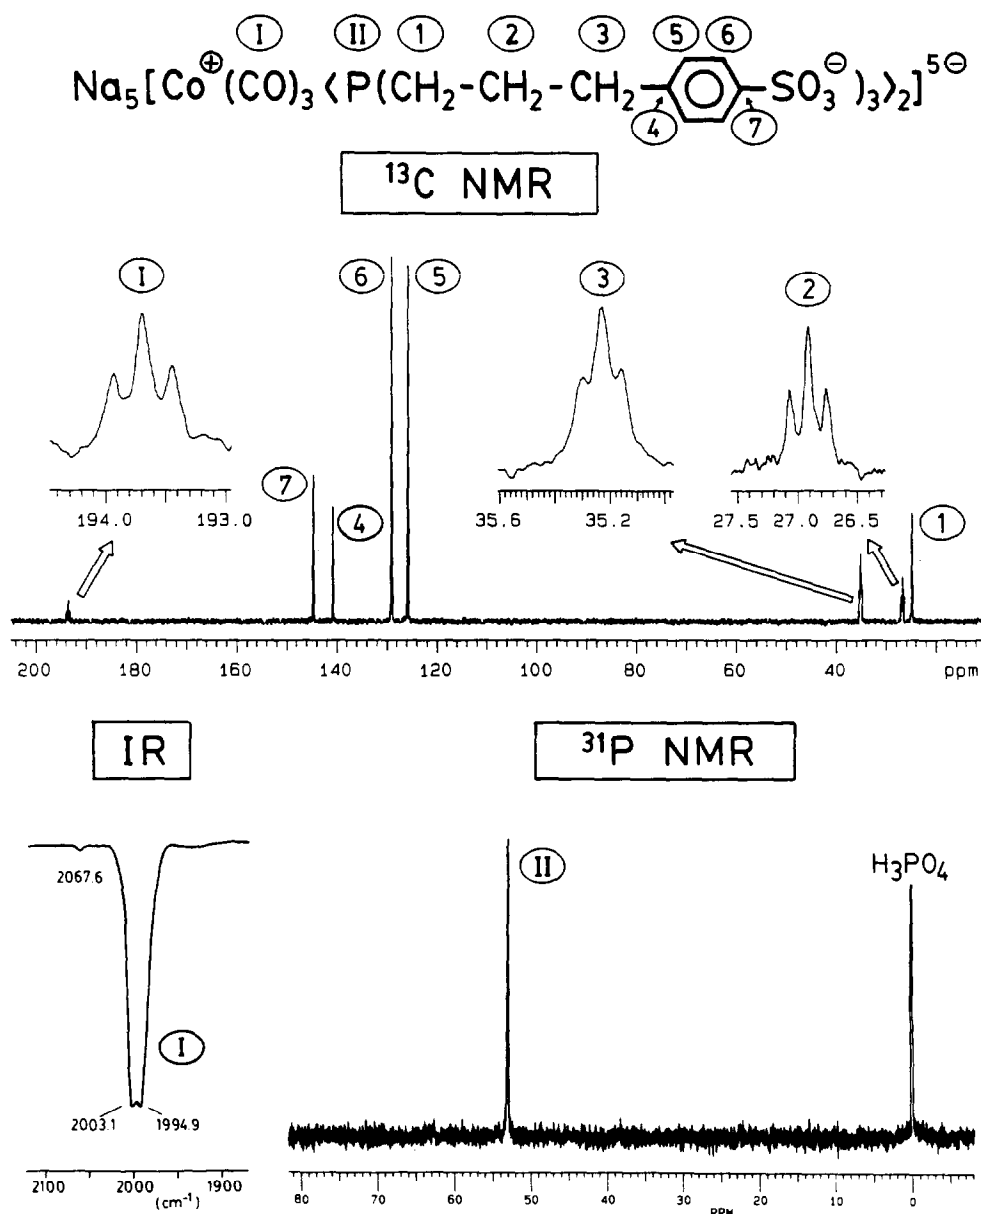 I II 1 2 3 5 6
Na₅[Co⊕(CO)₃<P(CH₂-CH₂-CH₂-SO₃⊖)₃>₂]⁵⊖
4 7
¹³C NMR
I 6 5 3 2
7 4 1
194.0 193.0 35.6 35.2 27.5 27.0 26.5
200 180 160 140 120 100 80 60 40 ppm
IR
³¹P NMR
2067.6
I
2003.1 1994.9
2100 2000 1900
(cm⁻¹)
II
H₃PO₄
80 70 60 50 40 30 20 10 0
PPM